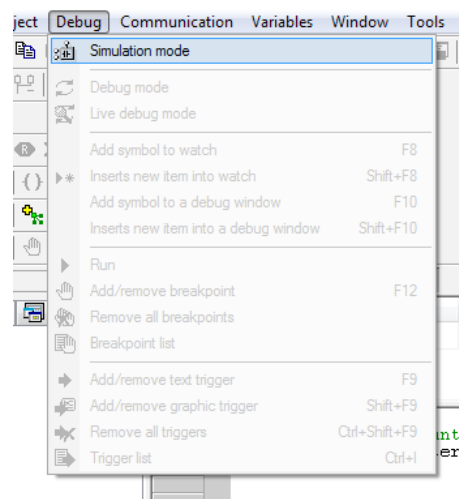 ject Debug Communication Variables Window Tools
Simulation mode
Debug mode
Live debug mode
Add symbol to watch F8
Inserts new item into watch Shift+F8
Add symbol to a debug window F10
Inserts new item into a debug window Shift+F10
Run
Add/remove breakpoint F12
Remove all breakpoints
Breakpoint list
Add/remove text trigger F9
Add/remove graphic trigger Shift+F9
Remove all triggers Ctrl+Shift+F9
unt
Trigger list Ctrl+I
er